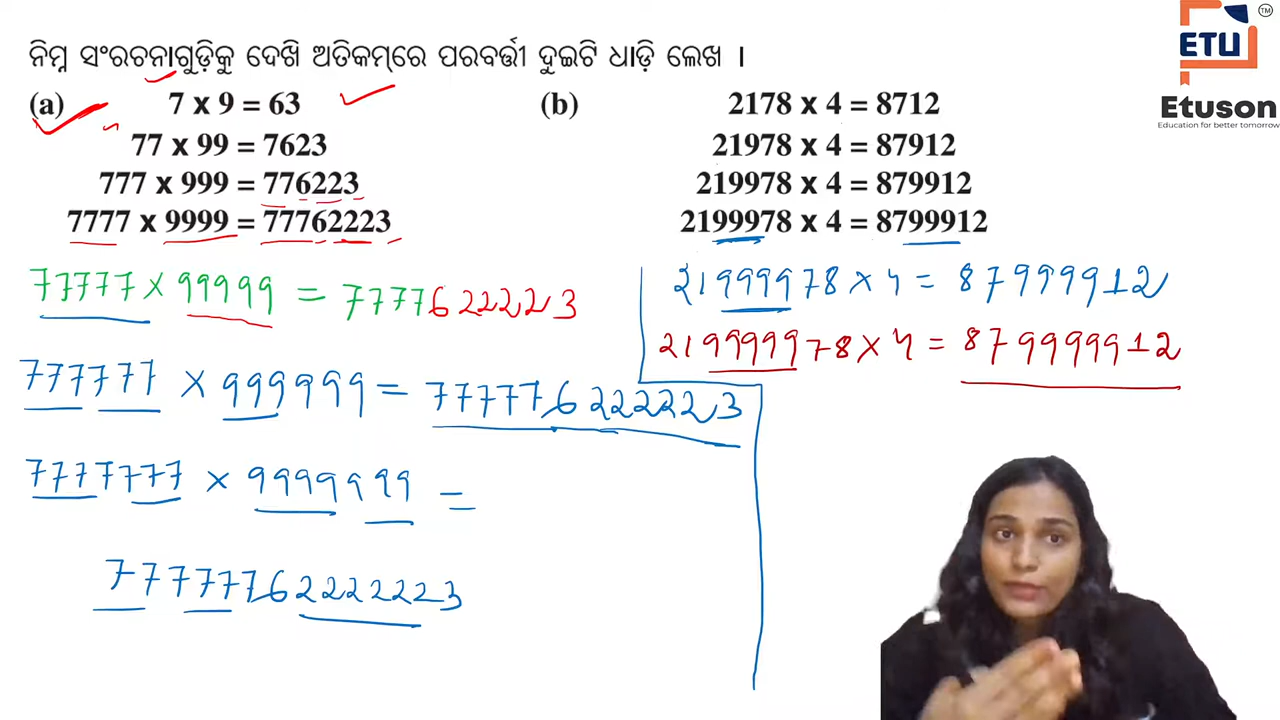 ନିମ୍ନ ସଂରଚନାଗୁଡ଼ିକୁ ଦେଖି ଅତିକମ୍‌ରେ ପରବର୍ତ୍ତୀ ଦୁଇଟି ଧାଡ଼ି ଲେଖ ।
(a) 7 x 9 = 63
77 x 99 = 7623
777 x 999 = 776223
7777 x 9999 = 77762223
77777 × 99999 = 7777622223
777777 × 999999 = 777776222223
7777777 × 9999999 =
77777762222223
(b) 2178 x 4 = 8712
21978 x 4 = 87912
219978 x 4 = 879912
2199978 x 4 = 8799912
21999978 × 4 = 87999912
219999978 × 4 = 879999912
ETU
TM
Etuson
Education for better tomorrow